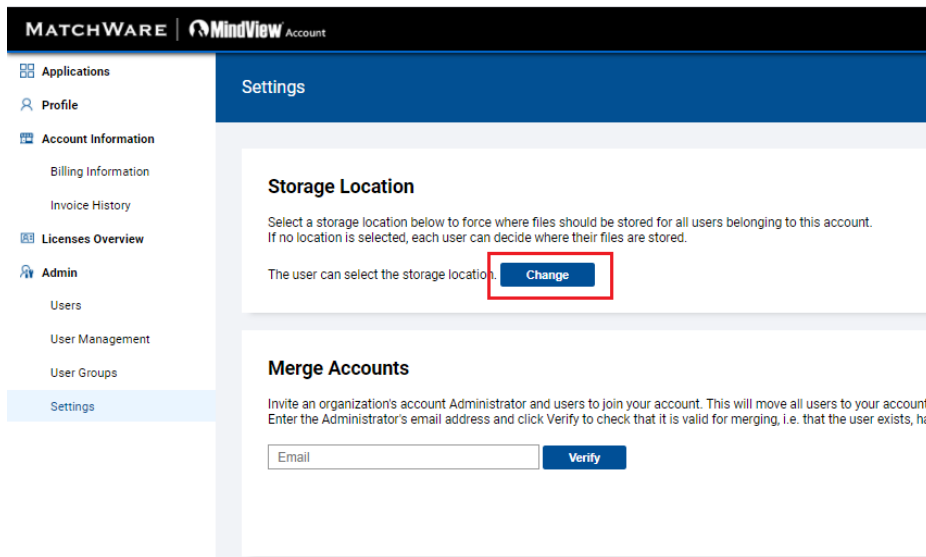 MATCHWARE | MindView Account
Applications
Profile
Account Information
Billing Information
Invoice History
Licenses Overview
Admin
Users
User Management
User Groups
Settings
Settings
Storage Location
Select a storage location below to force where files should be stored for all users belonging to this account.
If no location is selected, each user can decide where their files are stored.
The user can select the storage location. Change
Merge Accounts
Invite an organization's account Administrator and users to join your account. This will move all users to your account
Enter the Administrator's email address and click Verify to check that it is valid for merging, i.e. that the user exists,
Email Verify